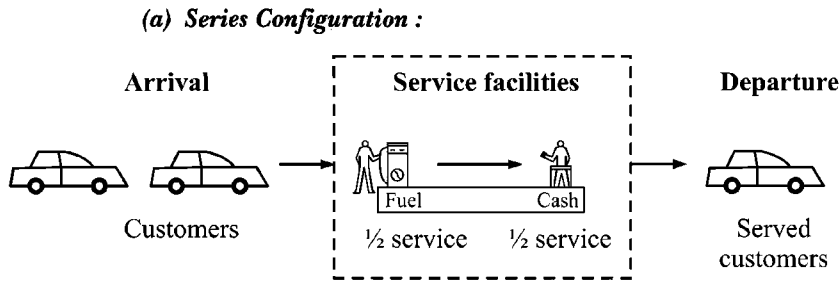 (a) Series Configuration :
Arrival
Service facilities
Departure
Fuel
Cash
Customers
½ service
½ service
Served
customers